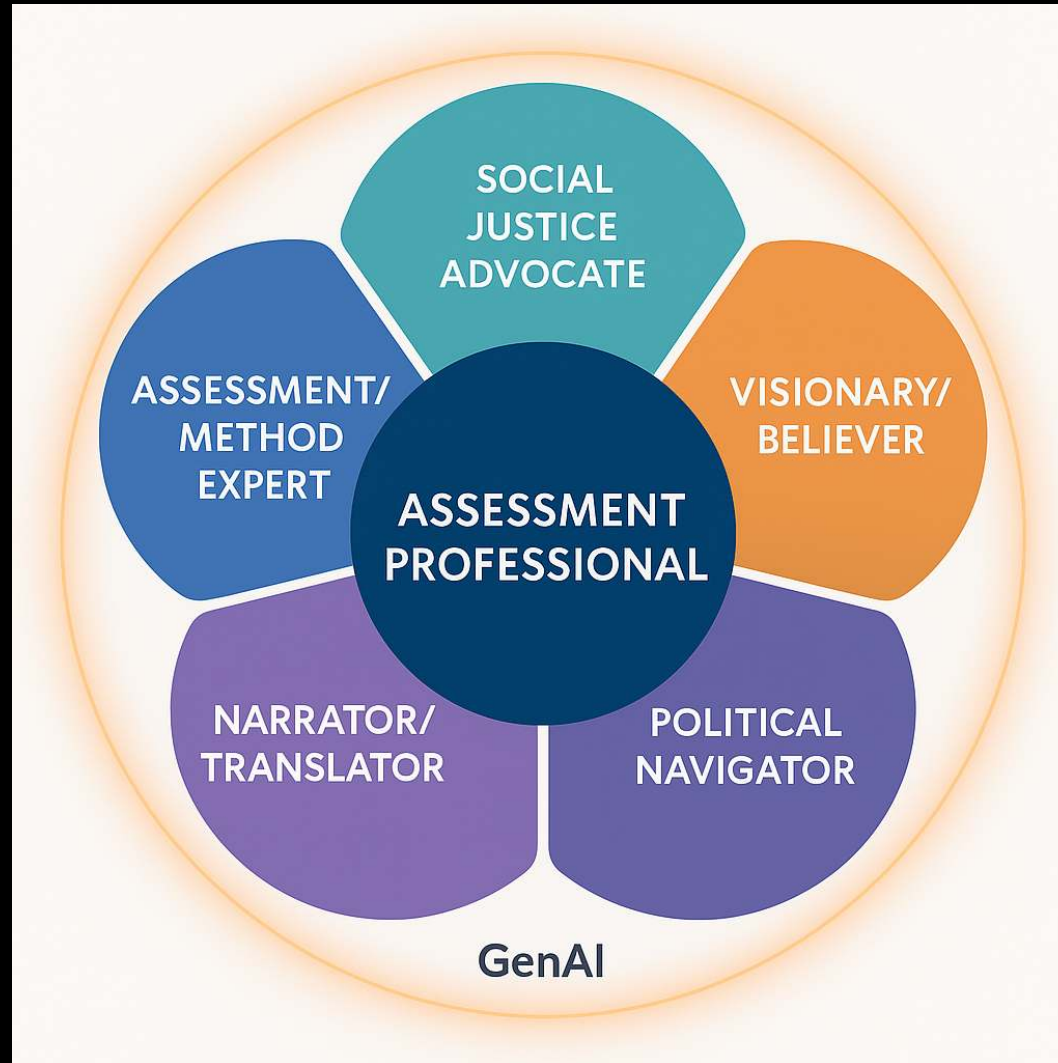 SOCIAL
JUSTICE
ADVOCATE
ASSESSMENT/
METHOD
EXPERT
VISIONARY/
BELIEVER
ASSESSMENT
PROFESSIONAL
NARRATOR/
TRANSLATOR
POLITICAL
NAVIGATOR
GenAI